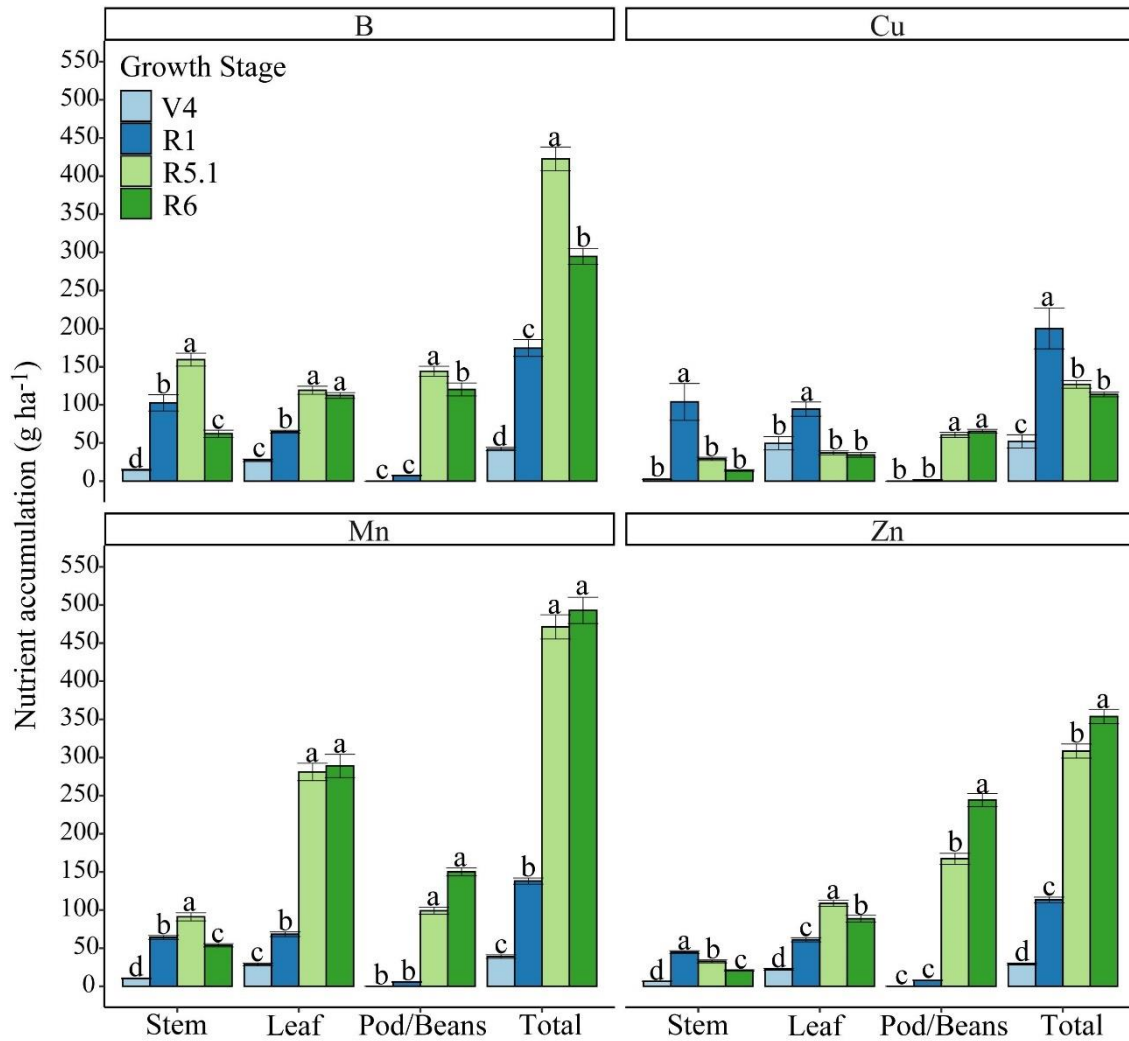 B
Cu
Growth Stage
V4
R1
R5.1
R6
550
500
450
400
350
300
250
200
150
100
50
0
d b a c
c b a a
c c a b
d c a b
b a b b
b a b b
b b a a
c a b b
Mn
Zn
550
500
450
400
350
300
250
200
150
100
50
0
d b a c
c b a a
b b a a
c b a a
d a b c
d c a b
c c b a
d c b a
Stem Leaf Pod/Beans Total
Stem Leaf Pod/Beans Total
Nutrient accumulation (g ha⁻¹)